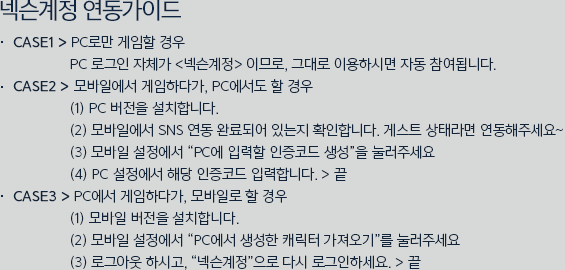 넥슨계정 연동가이드
· CASE1 > PC로만 게임할 경우
PC 로그인 자체가 <넥슨계정> 이므로, 그대로 이용하시면 자동 참여됩니다.
· CASE2 > 모바일에서 게임하다가, PC에서도 할 경우
(1) PC 버전을 설치합니다.
(2) 모바일에서 SNS 연동 완료되어 있는지 확인합니다. 게스트 상태라면 연동해주세요~
(3) 모바일 설정에서 “PC에 입력할 인증코드 생성”을 눌러주세요
(4) PC 설정에서 해당 인증코드 입력합니다. > 끝
· CASE3 > PC에서 게임하다가, 모바일로 할 경우
(1) 모바일 버전을 설치합니다.
(2) 모바일 설정에서 “PC에서 생성한 캐릭터 가져오기”를 눌러주세요
(3) 로그아웃 하시고, “넥슨계정”으로 다시 로그인하세요. > 끝